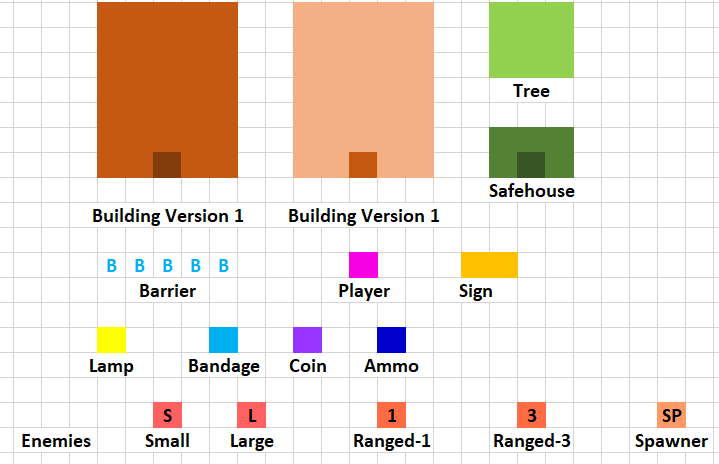 Tree
Safehouse
Building Version 1 Building Version 1
B B B B B
Barrier Player Sign
Lamp Bandage Coin Ammo
S L 1 3 SP
Enemies Small Large Ranged-1 Ranged-3 Spawner